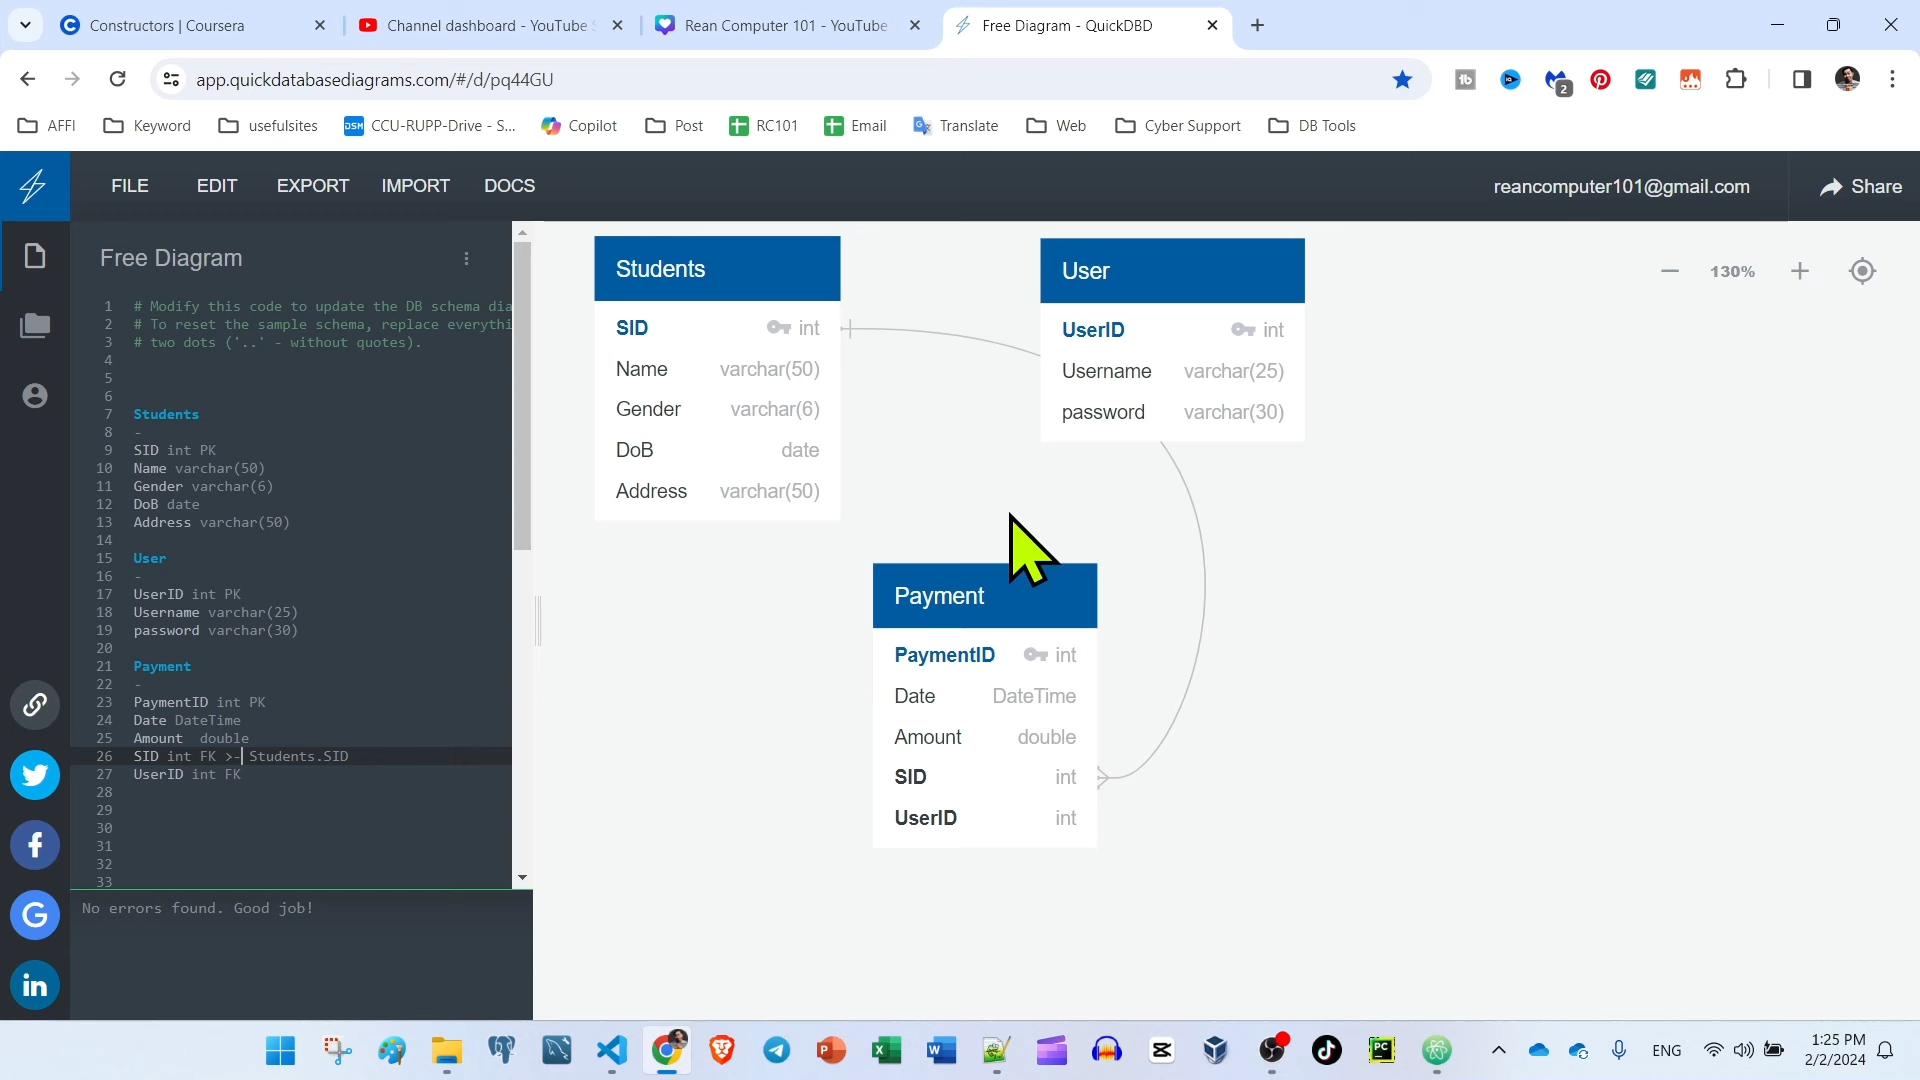 Constructors | Coursera
Channel dashboard - YouTube S
Rean Computer 101 - YouTube
Free Diagram - QuickDBD
app.quickdatabasediagrams.com/#/d/pq44GU
2
AFFI
Keyword
usefulsites
DSM CCU-RUPP-Drive - S...
Copilot
Post
RC101
Email
Translate
Web
Cyber Support
DB Tools
FILE
EDIT
EXPORT
IMPORT
DOCS
reancomputer101@gmail.com
Share
Free Diagram
1 # Modify this code to update the DB schema dia
2 # To reset the sample schema, replace everythi
3 # two dots ('..' - without quotes).
4
5
6
7 Students
8 -
9 SID int PK
10 Name varchar(50)
11 Gender varchar(6)
12 DoB date
13 Address varchar(50)
14
15 User
16 -
17 UserID int PK
18 Username varchar(25)
19 password varchar(30)
20
21 Payment
22 -
23 PaymentID int PK
24 Date DateTime
25 Amount double
26 SID int FK >- Students.SID
27 UserID int FK
28
29
30
31
32
33
No errors found. Good job!
Students
SID int
Name varchar(50)
Gender varchar(6)
DoB date
Address varchar(50)
User
UserID int
Username varchar(25)
password varchar(30)
130%
Payment
PaymentID int
Date DateTime
Amount double
SID int
UserID int
ENG
1:25 PM
2/2/2024